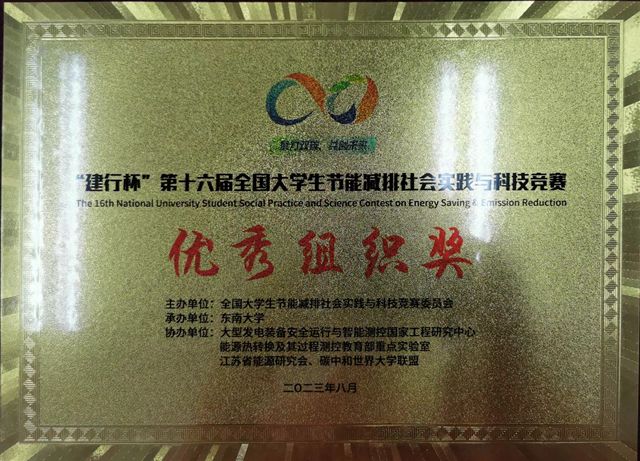 聚力双碳，共创未来
“建行杯”第十六届全国大学生节能减排社会实践与科技竞赛
The 16th National University Student Social Practice and Science Contest on Energy Saving & Emission Reduction
优秀组织奖
主办单位：全国大学生节能减排社会实践与科技竞赛委员会
承办单位：东南大学
协办单位：大型发电装备安全运行与智能测控国家工程研究中心
能源热转换及其过程测控教育部重点实验室
江苏省能源研究会、碳中和世界大学联盟
二〇二三年八月